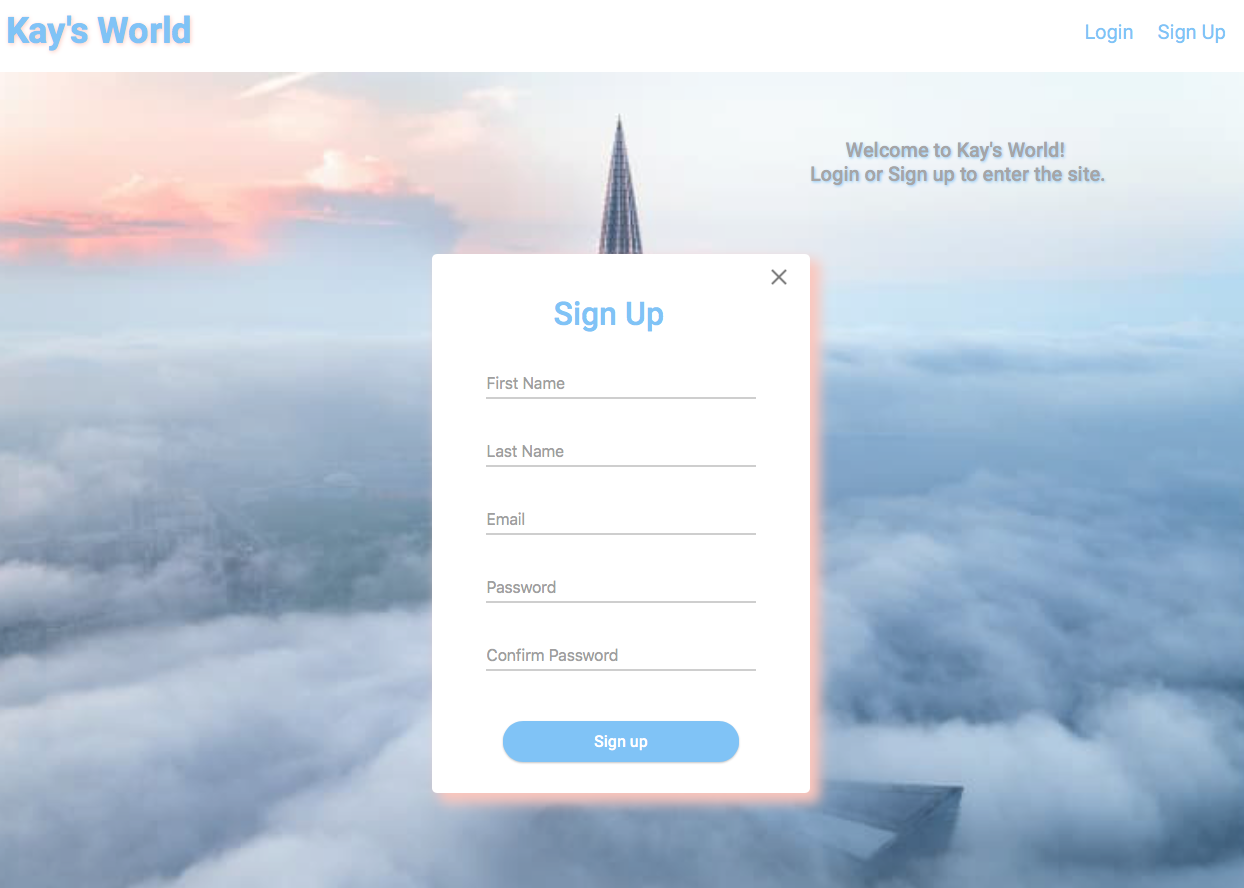 Kay's World
Login
Sign Up
Welcome to Kay's World!
Login or Sign up to enter the site.
Sign Up
First Name
Last Name
Email
Password
Confirm Password
Sign up